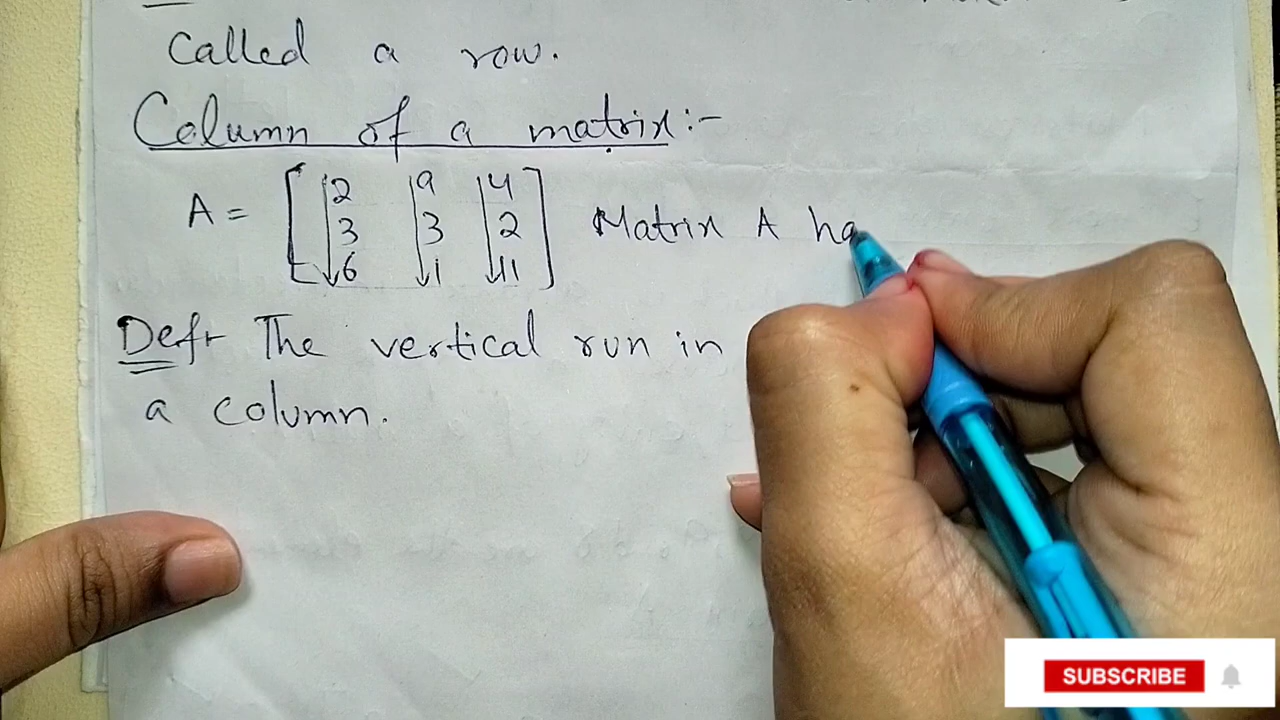 called a row.
Column of a matrix:-
A = [ 2 9 4
3 3 2
6 1 11 ] Matrix A ha
Def:- The vertical run in
a column.
SUBSCRIBE